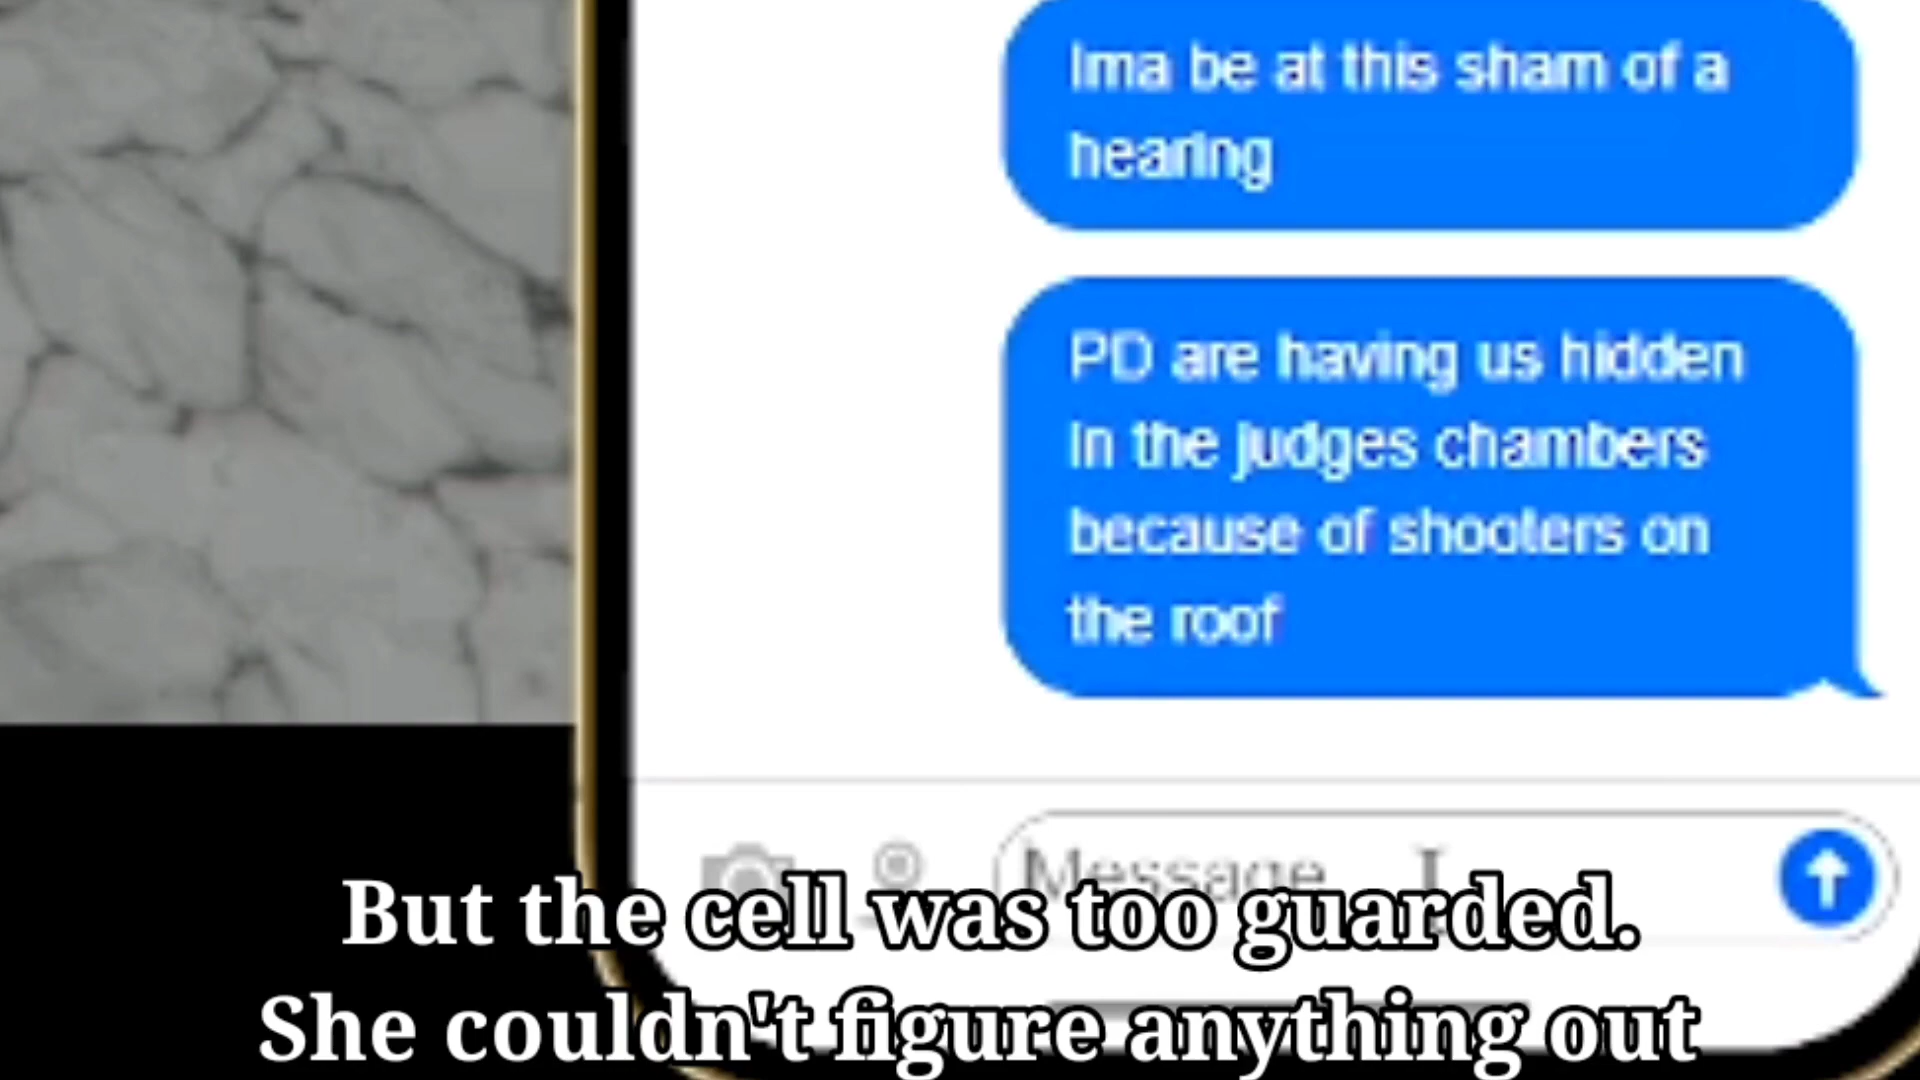 Ima be at this sham of a
hearing
PD are having us hidden
in the judges chambers
because of shooters on
the roof
Message
But the cell was too guarded.
She couldn't figure anything out